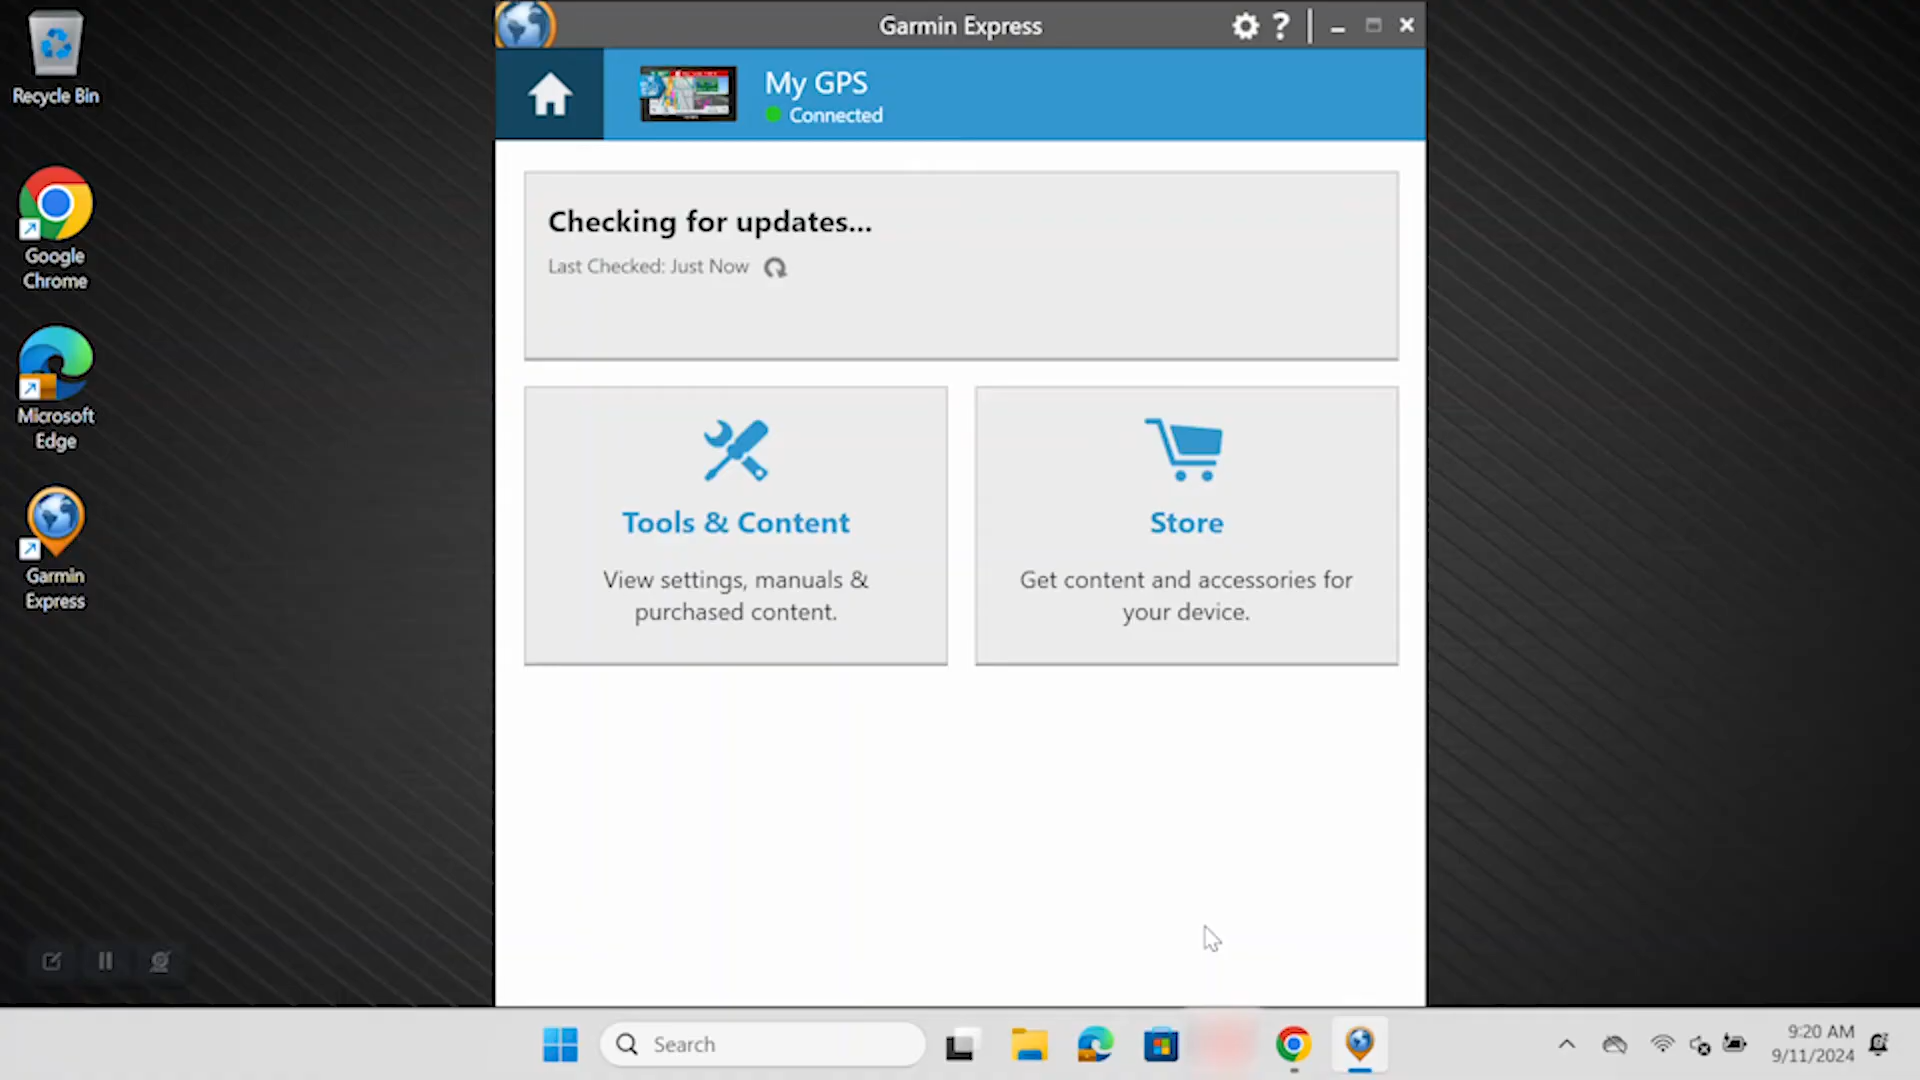 Recycle Bin
Google
Chrome
Microsoft
Edge
Garmin
Express
Garmin Express
?
My GPS
Connected
Checking for updates...
Last Checked: Just Now
Tools & Content
View settings, manuals &
purchased content.
Store
Get content and accessories for
your device.
Search
9:20 AM
9/11/2024